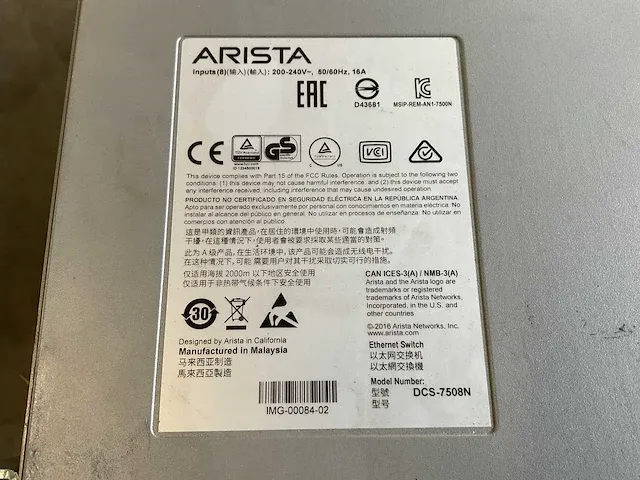 ARISTA
Inputs(8)(输入)(輸入): 200-240V~, 50/60Hz, 16A
EAC
D43681
MSIP-REM-AN1-7500N
CE
GS
C US
VCI
This device complies with Part 15 of the FCC Rules. Operation is subject to the following two
conditions: (1) this device may not cause harmful interference, and (2) this device must accept
any interference received, including interference that may cause undesired operation
PRODUCTO NO CERTIFICADO EN SEGURIDAD ELÉCTRICA EN LA REPÚBLICA ARGENTINA.
Apto para ser operado exclusivamente por personal con conocimientos en materia eléctrica. No
instalar al alcance del público en general. No utilizar en procesos de enseñanza. No utilizar en
comercios con atención al público.
這是甲類的資訊產品，在居住的環境中使用時，可能會造成射頻
干擾，在這種情況下，使用者會被要求採取某些適當的對策。
此为 A 级产品，在生活环境中，该产品可能会造成无线电干扰。
在这种情况下，可能需要用户对其干扰采取切实可行的措施。
仅适用海拔 2000m 以下地区安全使用
仅适用于非热带气候条件下安全使用
30
CAN ICES-3(A) / NMB-3(A)
Arista and the Arista logo are
trademarks or registered
trademarks of Arista Networks,
Incorporated, in the U.S. and
other countries
©2016 Arista Networks, Inc.
www.arista.com
Designed by Arista in California
Manufactured in Malaysia
马来西亚制造
馬來西亞製造
Ethernet Switch
以太网交换机
以太網交換機
Model Number:
型號
型号
DCS-7508N
IMG-00084-02